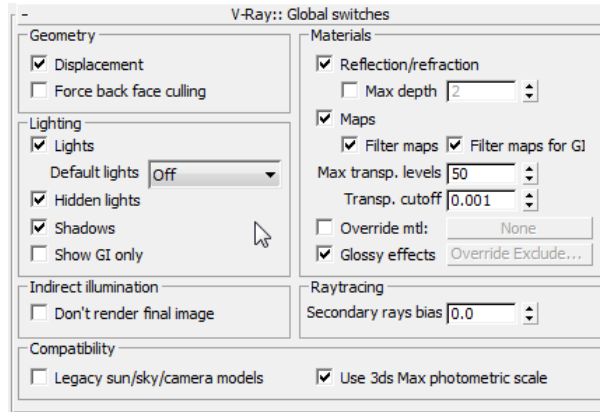 - V-Ray:: Global switches
Geometry
Displacement
Force back face culling
Lighting
Lights
Default lights Off
Hidden lights
Shadows
Show GI only
Indirect illumination
Don't render final image
Materials
Reflection/refraction
Max depth 2
Maps
Filter maps Filter maps for GI
Max transp. levels 50
Transp. cutoff 0.001
Override mtl: None
Glossy effects Override Exclude...
Raytracing
Secondary rays bias 0.0
Compatibility
Legacy sun/sky/camera models Use 3ds Max photometric scale